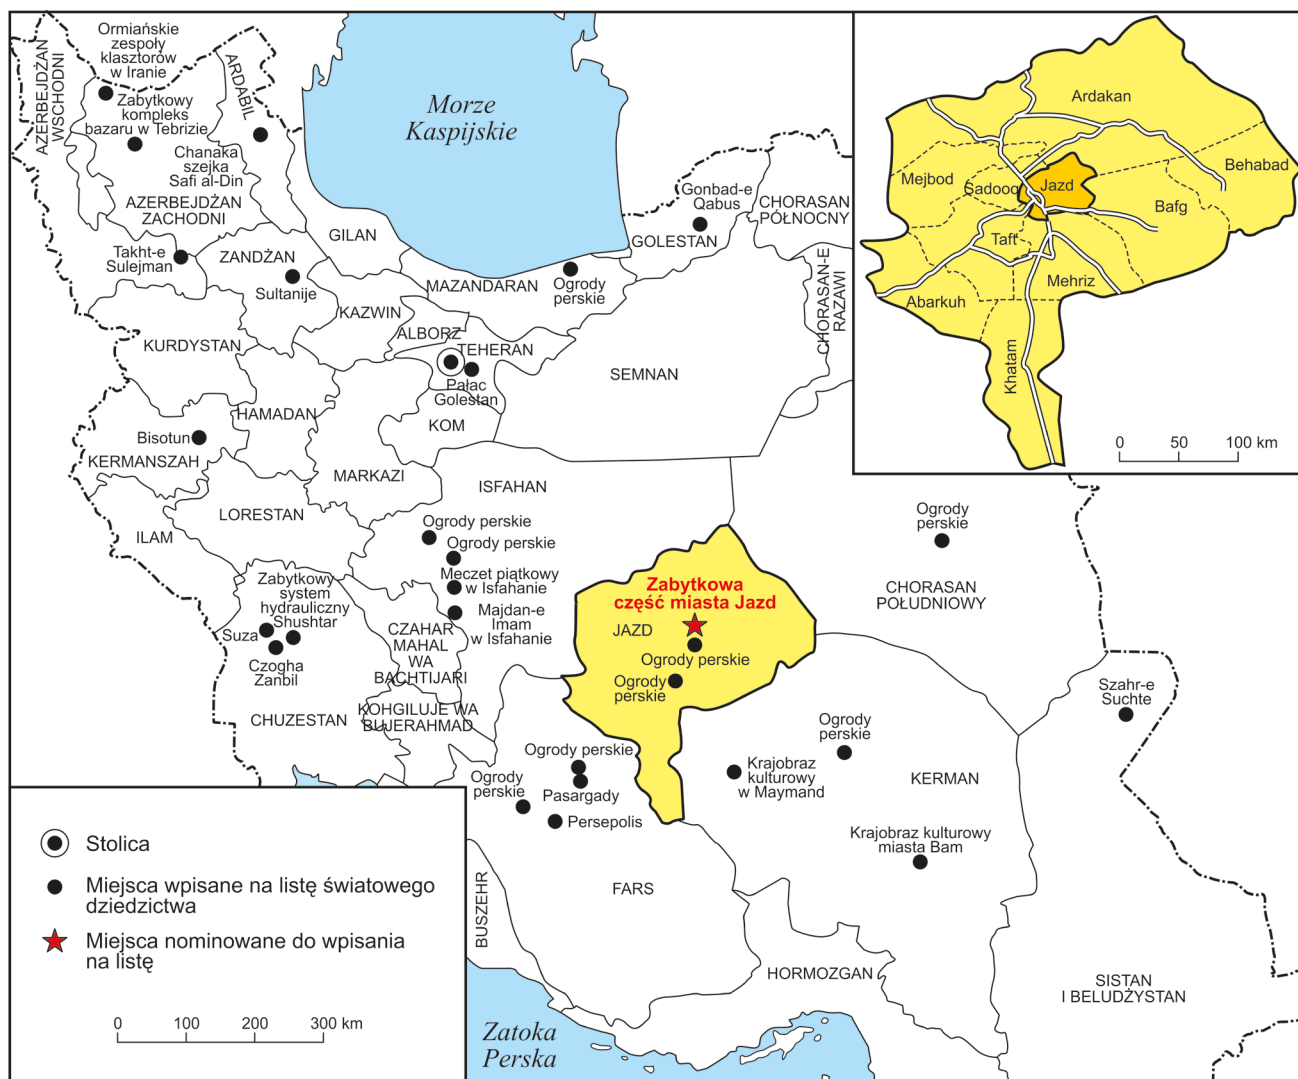 Ormiańskie
zespoły
klasztorów
w Iranie
AZERBEJDŻAN
WSCHODNI
ARDABIL
Zabytkowy
kompleks
bazaru w Tebrizie
Chanaka
szejka
Safi al-Din
AZERBEJDŻAN
ZACHODNI
Morze
Kaspijskie
Gonbad-e
Qabus
CHORASAN
PÓŁNOCNY
GOLESTAN
GILAN
Takht-e
Sulejman
ZANDŻAN
Sultanije
MAZANDARAN
Ogrody
perskie
CHORASAN-E
RAZAWI
KAZWIN
ALBORZ
TEHERAN
KURDYSTAN
Pałac
Golestan
SEMNAN
HAMADAN
KOM
Bisotun
KERMANSZAH
MARKAZI
ISFAHAN
LORESTAN
ILAM
Ogrody perskie
Ogrody perskie
Meczet piątkowy
w Isfahanie
Majdan-e
Imam
w Isfahanie
Ogrody
perskie
CHORASAN
POŁUDNIOWY
Zabytkowy
system
hydrauliczny
Shushtar
Suza
Czogha
Zanbil
CHUZESTAN
CZAHAR
MAHAL
WA
BACHTIJARI
KOHGILUJE WA
BUJERAHMAD
Zabytkowa
część miasta Jazd
JAZD
Ogrody perskie
Ogrody
perskie
Szahr-e
Suchte
Ogrody perskie
Ogrody
perskie
Pasargady
Persepolis
Ogrody
perskie
Krajobraz
kulturowy
w Maymand
KERMAN
Krajobraz kulturowy
miasta Bam
FARS
BUSZEHR
HORMOZGAN
SISTAN
I BELUDŻYSTAN
Zatoka
Perska
Ardakan
Behabad
Mejbod
Sadooq
Jazd
Bafg
Taft
Mehriz
Abarkuh
Khatam
0 50 100 km
Stolica
Miejsca wpisane na listę światowego
dziedzictwa
Miejsca nominowane do wpisania
na listę
0 100 200 300 km